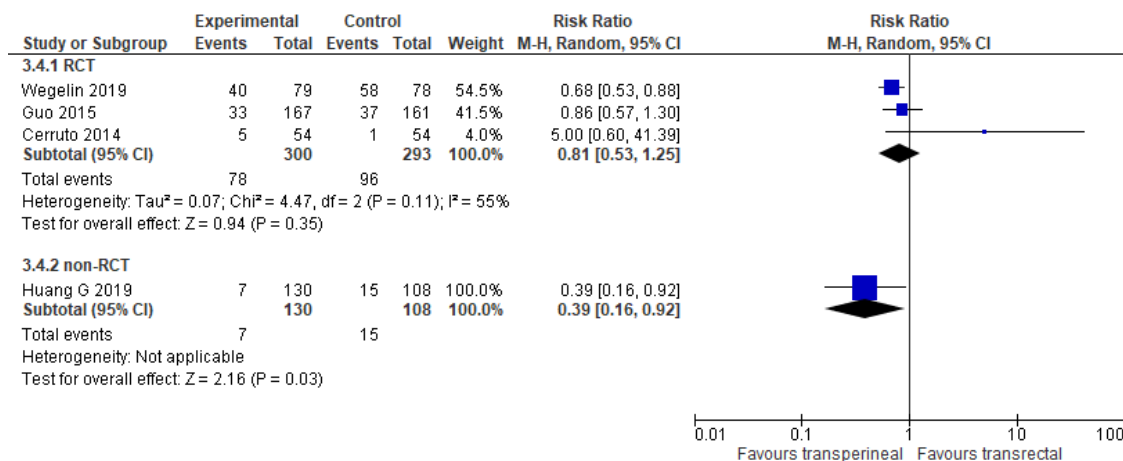 Experimental Control Risk Ratio Risk Ratio
Study or Subgroup Events Total Events Total Weight M-H, Random, 95% CI M-H, Random, 95% CI
3.4.1 RCT
Wegelin 2019 40 79 58 78 54.5% 0.68 [0.53, 0.88]
Guo 2015 33 167 37 161 41.5% 0.86 [0.57, 1.30]
Cerruto 2014 5 54 1 54 4.0% 5.00 [0.60, 41.39]
Subtotal (95% CI) 300 293 100.0% 0.81 [0.53, 1.25]
Total events 78 96
Heterogeneity: Tau² = 0.07; Chi² = 4.47, df = 2 (P = 0.11); I² = 55%
Test for overall effect: Z = 0.94 (P = 0.35)
3.4.2 non-RCT
Huang G 2019 7 130 15 108 100.0% 0.39 [0.16, 0.92]
Subtotal (95% CI) 130 108 100.0% 0.39 [0.16, 0.92]
Total events 7 15
Heterogeneity: Not applicable
Test for overall effect: Z = 2.16 (P = 0.03)
0.01 0.1 1 10 100
Favours transperineal Favours transrectal